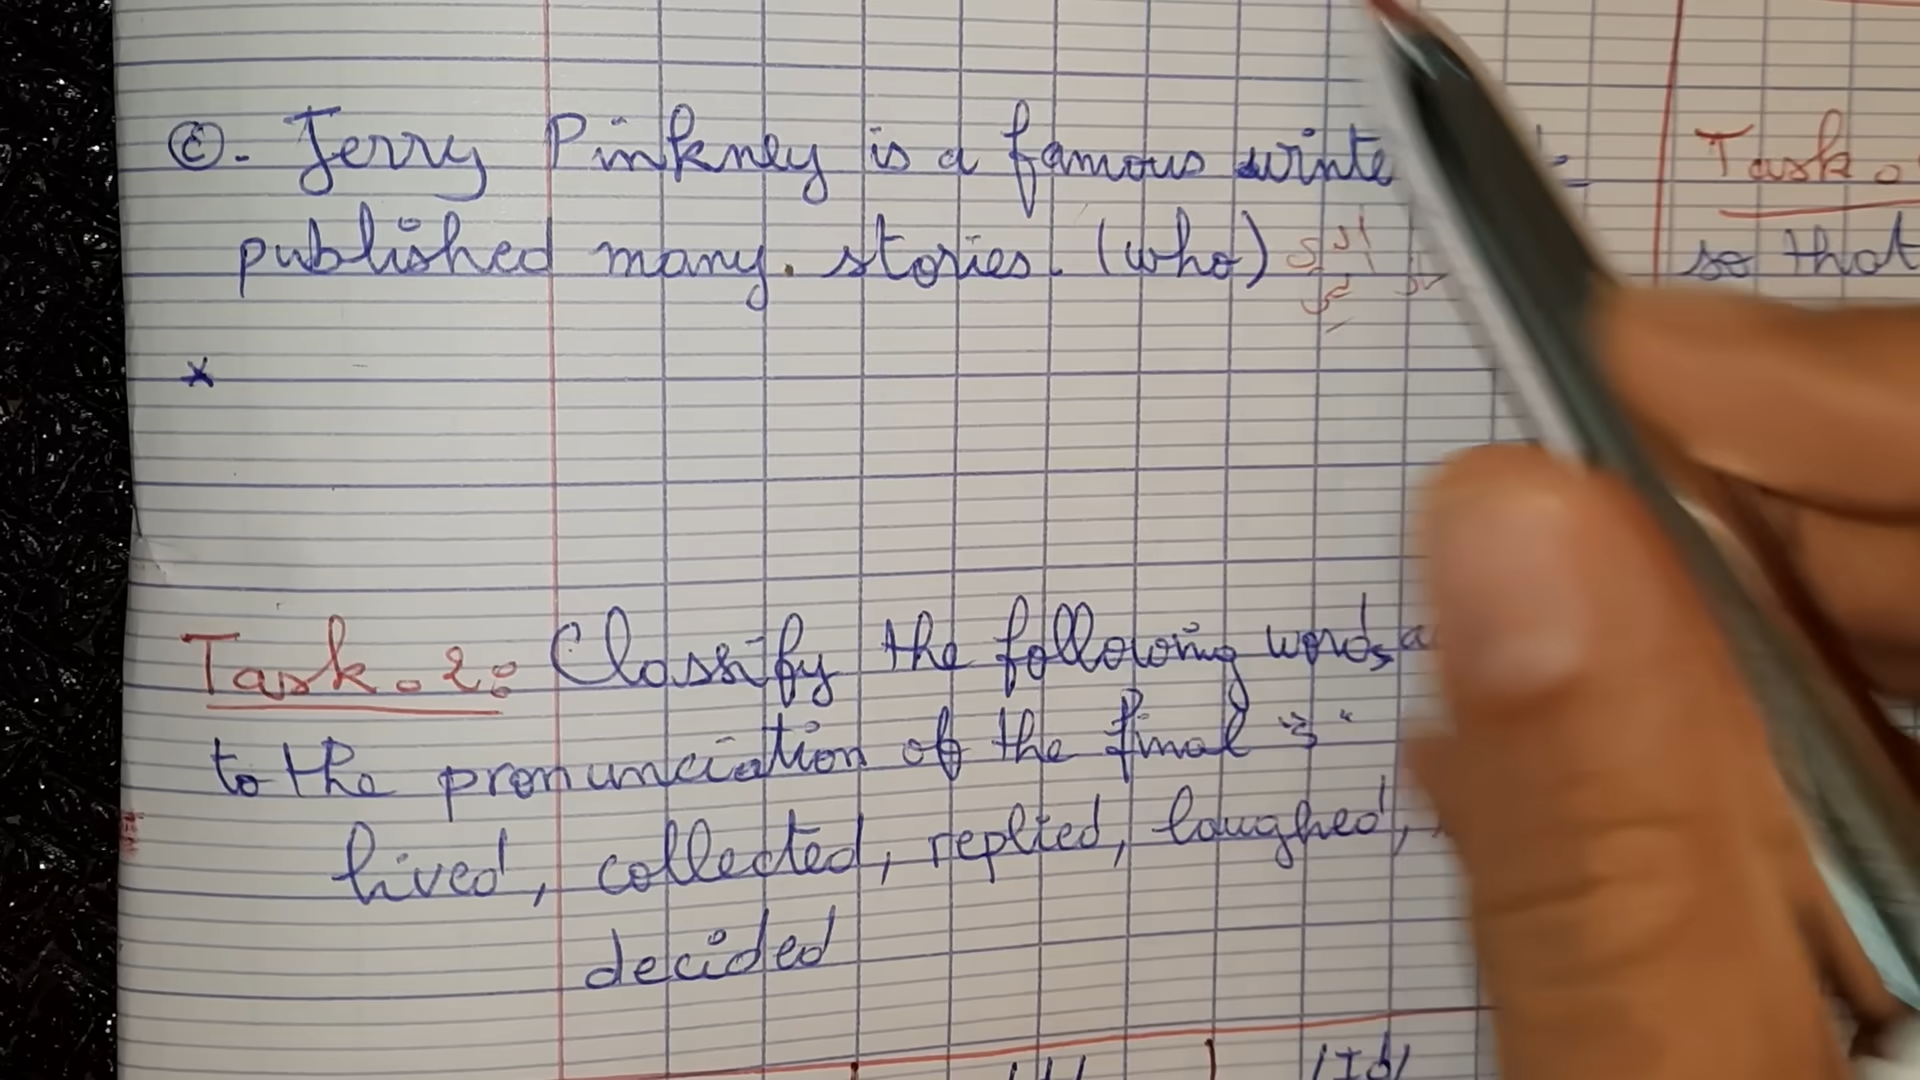 ©. Jerry Pinkney is a famous write
published many. stories. (who)
x
Task.2: Classify the following words a
to the pronunciation of the final
lived, collected, replied, laughed,
decided
Task.
so that
/Id/